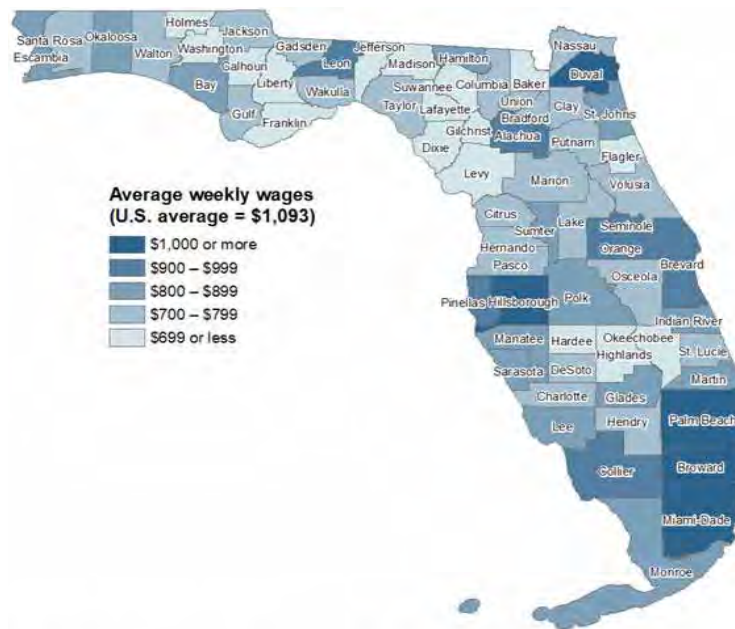 Holmes
Jackson
Santa Rosa
Okaloosa
Washington
Gadsden
Jefferson
Hamilton
Nassau
Escambia
Walton
Leon
Madison
Calhoun
Duval
Bay
Liberty
Wakulla
Suwannee
Columbia
Baker
Taylor
Union
Clay
St. Johns
Gulf
Lafayette
Bradford
Franklin
Gilchrist
Alachua
Putnam
Dixie
Flagler
Levy
Marion
Volusia
Average weekly wages
(U.S. average = $1,093)
$1,000 or more
$900 – $999
$800 – $899
$700 – $799
$699 or less
Citrus
Lake
Seminole
Sumter
Hernando
Orange
Pasco
Brevard
Osceola
Pinellas
Hillsborough
Polk
Indian River
Manatee
Hardee
Okeechobee
Highlands
St. Lucie
Sarasota
DeSoto
Martin
Charlotte
Glades
Lee
Hendry
Palm Beach
Collier
Broward
Miami-Dade
Monroe